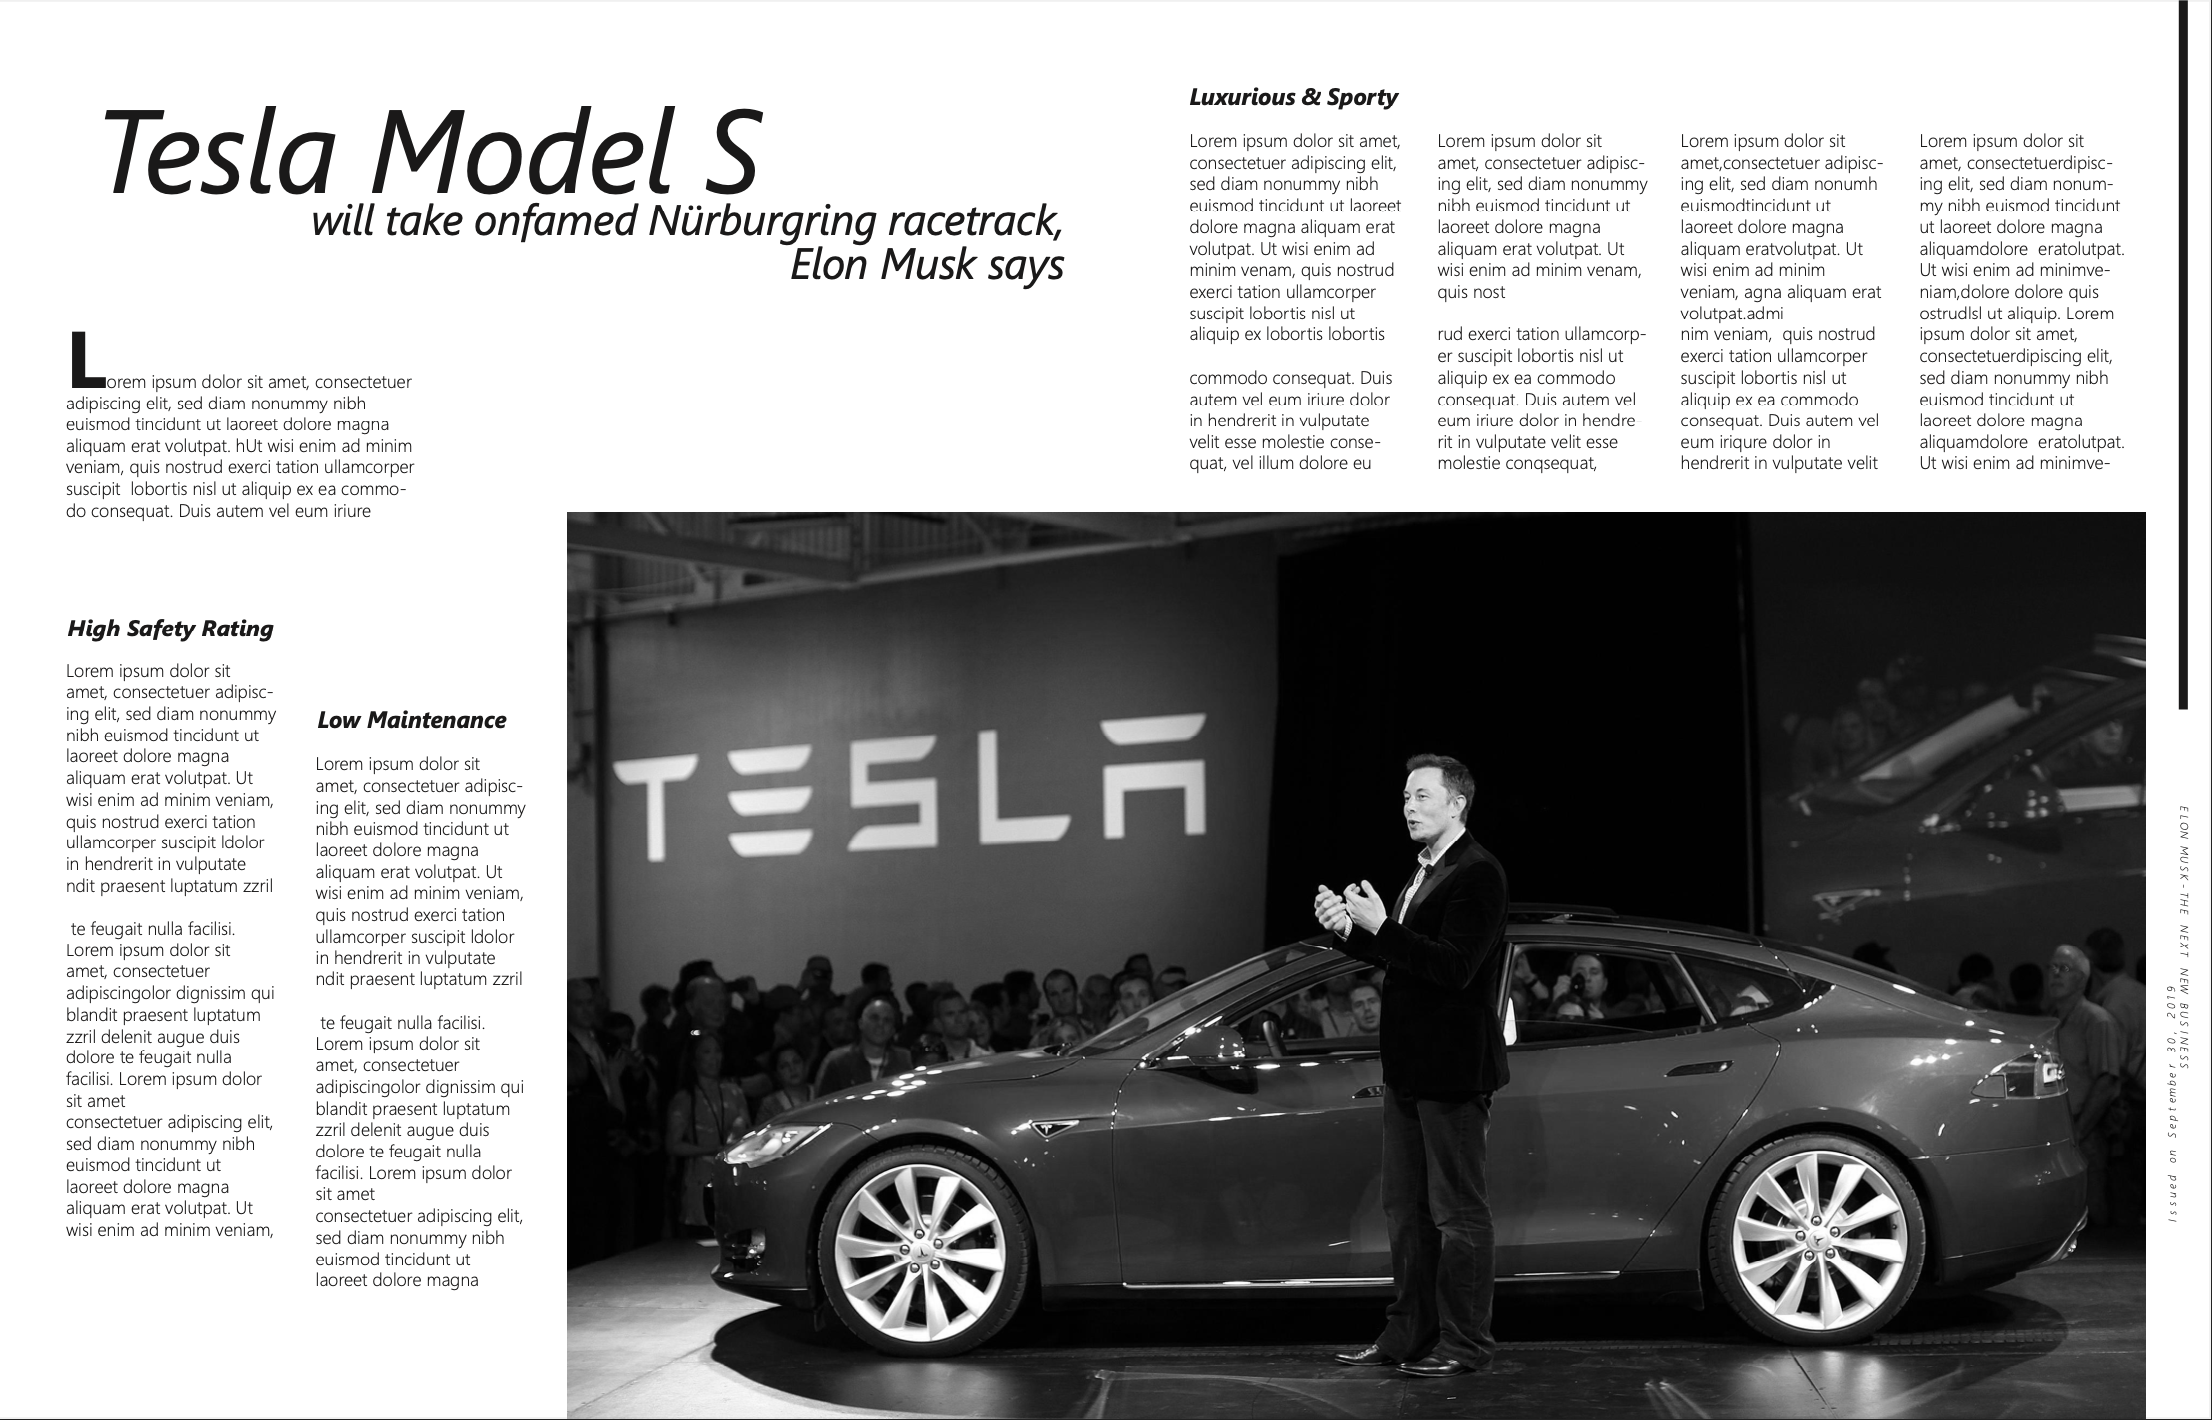 Tesla Model S
will take onfamed Nürburgring racetrack,
Elon Musk says
Lorem ipsum dolor sit amet, consectetuer
adipiscing elit, sed diam nonummy nibh
euismod tincidunt ut laoreet dolore magna
aliquam erat volutpat. hUt wisi enim ad minim
veniam, quis nostrud exerci tation ullamcorper
suscipit  lobortis nisl ut aliquip ex ea commo-
do consequat. Duis autem vel eum iriure
High Safety Rating
Lorem ipsum dolor sit
amet, consectetuer adipisc-
ing elit, sed diam nonummy
nibh euismod tincidunt ut
laoreet dolore magna
aliquam erat volutpat. Ut
wisi enim ad minim veniam,
quis nostrud exerci tation
ullamcorper suscipit ldolor
in hendrerit in vulputate
ndit praesent luptatum zzril
te feugait nulla facilisi.
Lorem ipsum dolor sit
amet, consectetuer
adipiscingolor dignissim qui
blandit praesent luptatum
zzril delenit augue duis
dolore te feugait nulla
facilisi. Lorem ipsum dolor
sit amet
consectetuer adipiscing elit,
sed diam nonummy nibh
euismod tincidunt ut
laoreet dolore magna
aliquam erat volutpat. Ut
wisi enim ad minim veniam,
Low Maintenance
Lorem ipsum dolor sit
amet, consectetuer adipisc-
ing elit, sed diam nonummy
nibh euismod tincidunt ut
laoreet dolore magna
aliquam erat volutpat. Ut
wisi enim ad minim veniam,
quis nostrud exerci tation
ullamcorper suscipit ldolor
in hendrerit in vulputate
ndit praesent luptatum zzril
te feugait nulla facilisi.
Lorem ipsum dolor sit
amet, consectetuer
adipiscingolor dignissim qui
blandit praesent luptatum
zzril delenit augue duis
dolore te feugait nulla
facilisi. Lorem ipsum dolor
sit amet
consectetuer adipiscing elit,
sed diam nonummy nibh
euismod tincidunt ut
laoreet dolore magna
Luxurious & Sporty
Lorem ipsum dolor sit amet,
consectetuer adipiscing elit,
sed diam nonummy nibh
euismod tincidunt ut laoreet
dolore magna aliquam erat
volutpat. Ut wisi enim ad
minim venam, quis nostrud
exerci tation ullamcorper
suscipit lobortis nisl ut
aliquip ex lobortis lobortis
commodo consequat. Duis
autem vel eum iriure dolor
in hendrerit in vulputate
velit esse molestie conse-
quat, vel illum dolore eu
Lorem ipsum dolor sit
amet, consectetuer adipisc-
ing elit, sed diam nonummy
nibh euismod tincidunt ut
laoreet dolore magna
aliquam erat volutpat. Ut
wisi enim ad minim venam,
quis nost
rud exerci tation ullamcorp-
er suscipit lobortis nisl ut
aliquip ex ea commodo
consequat. Duis autem vel
eum iriure dolor in hendre-
rit in vulputate velit esse
molestie conqsequat,
Lorem ipsum dolor sit
amet,consectetuer adipisc-
ing elit, sed diam nonumh
euismodtincidunt ut
laoreet dolore magna
aliquam eratvolutpat. Ut
wisi enim ad minim
veniam, agna aliquam erat
volutpat.admi
nim veniam,  quis nostrud
exerci tation ullamcorper
suscipit lobortis nisl ut
aliquip ex ea commodo
consequat. Duis autem vel
eum iriqure dolor in
hendrerit in vulputate velit
Lorem ipsum dolor sit
amet, consectetuerdipisc-
ing elit, sed diam nonum-
my nibh euismod tincidunt
ut laoreet dolore magna
aliquamdolore  eratolutpat.
Ut wisi enim ad minimve-
niam,dolore dolore quis
ostrudlsl ut aliquip. Lorem
ipsum dolor sit amet,
consectetuerdipiscing elit,
sed diam nonummy nibh
euismod tincidunt ut
laoreet dolore magna
aliquamdolore  eratolutpat.
Ut wisi enim ad minimve-
TESLA
ELON MUSK - THE NEXT NEW BUSINESS
Issued on September 30, 2019